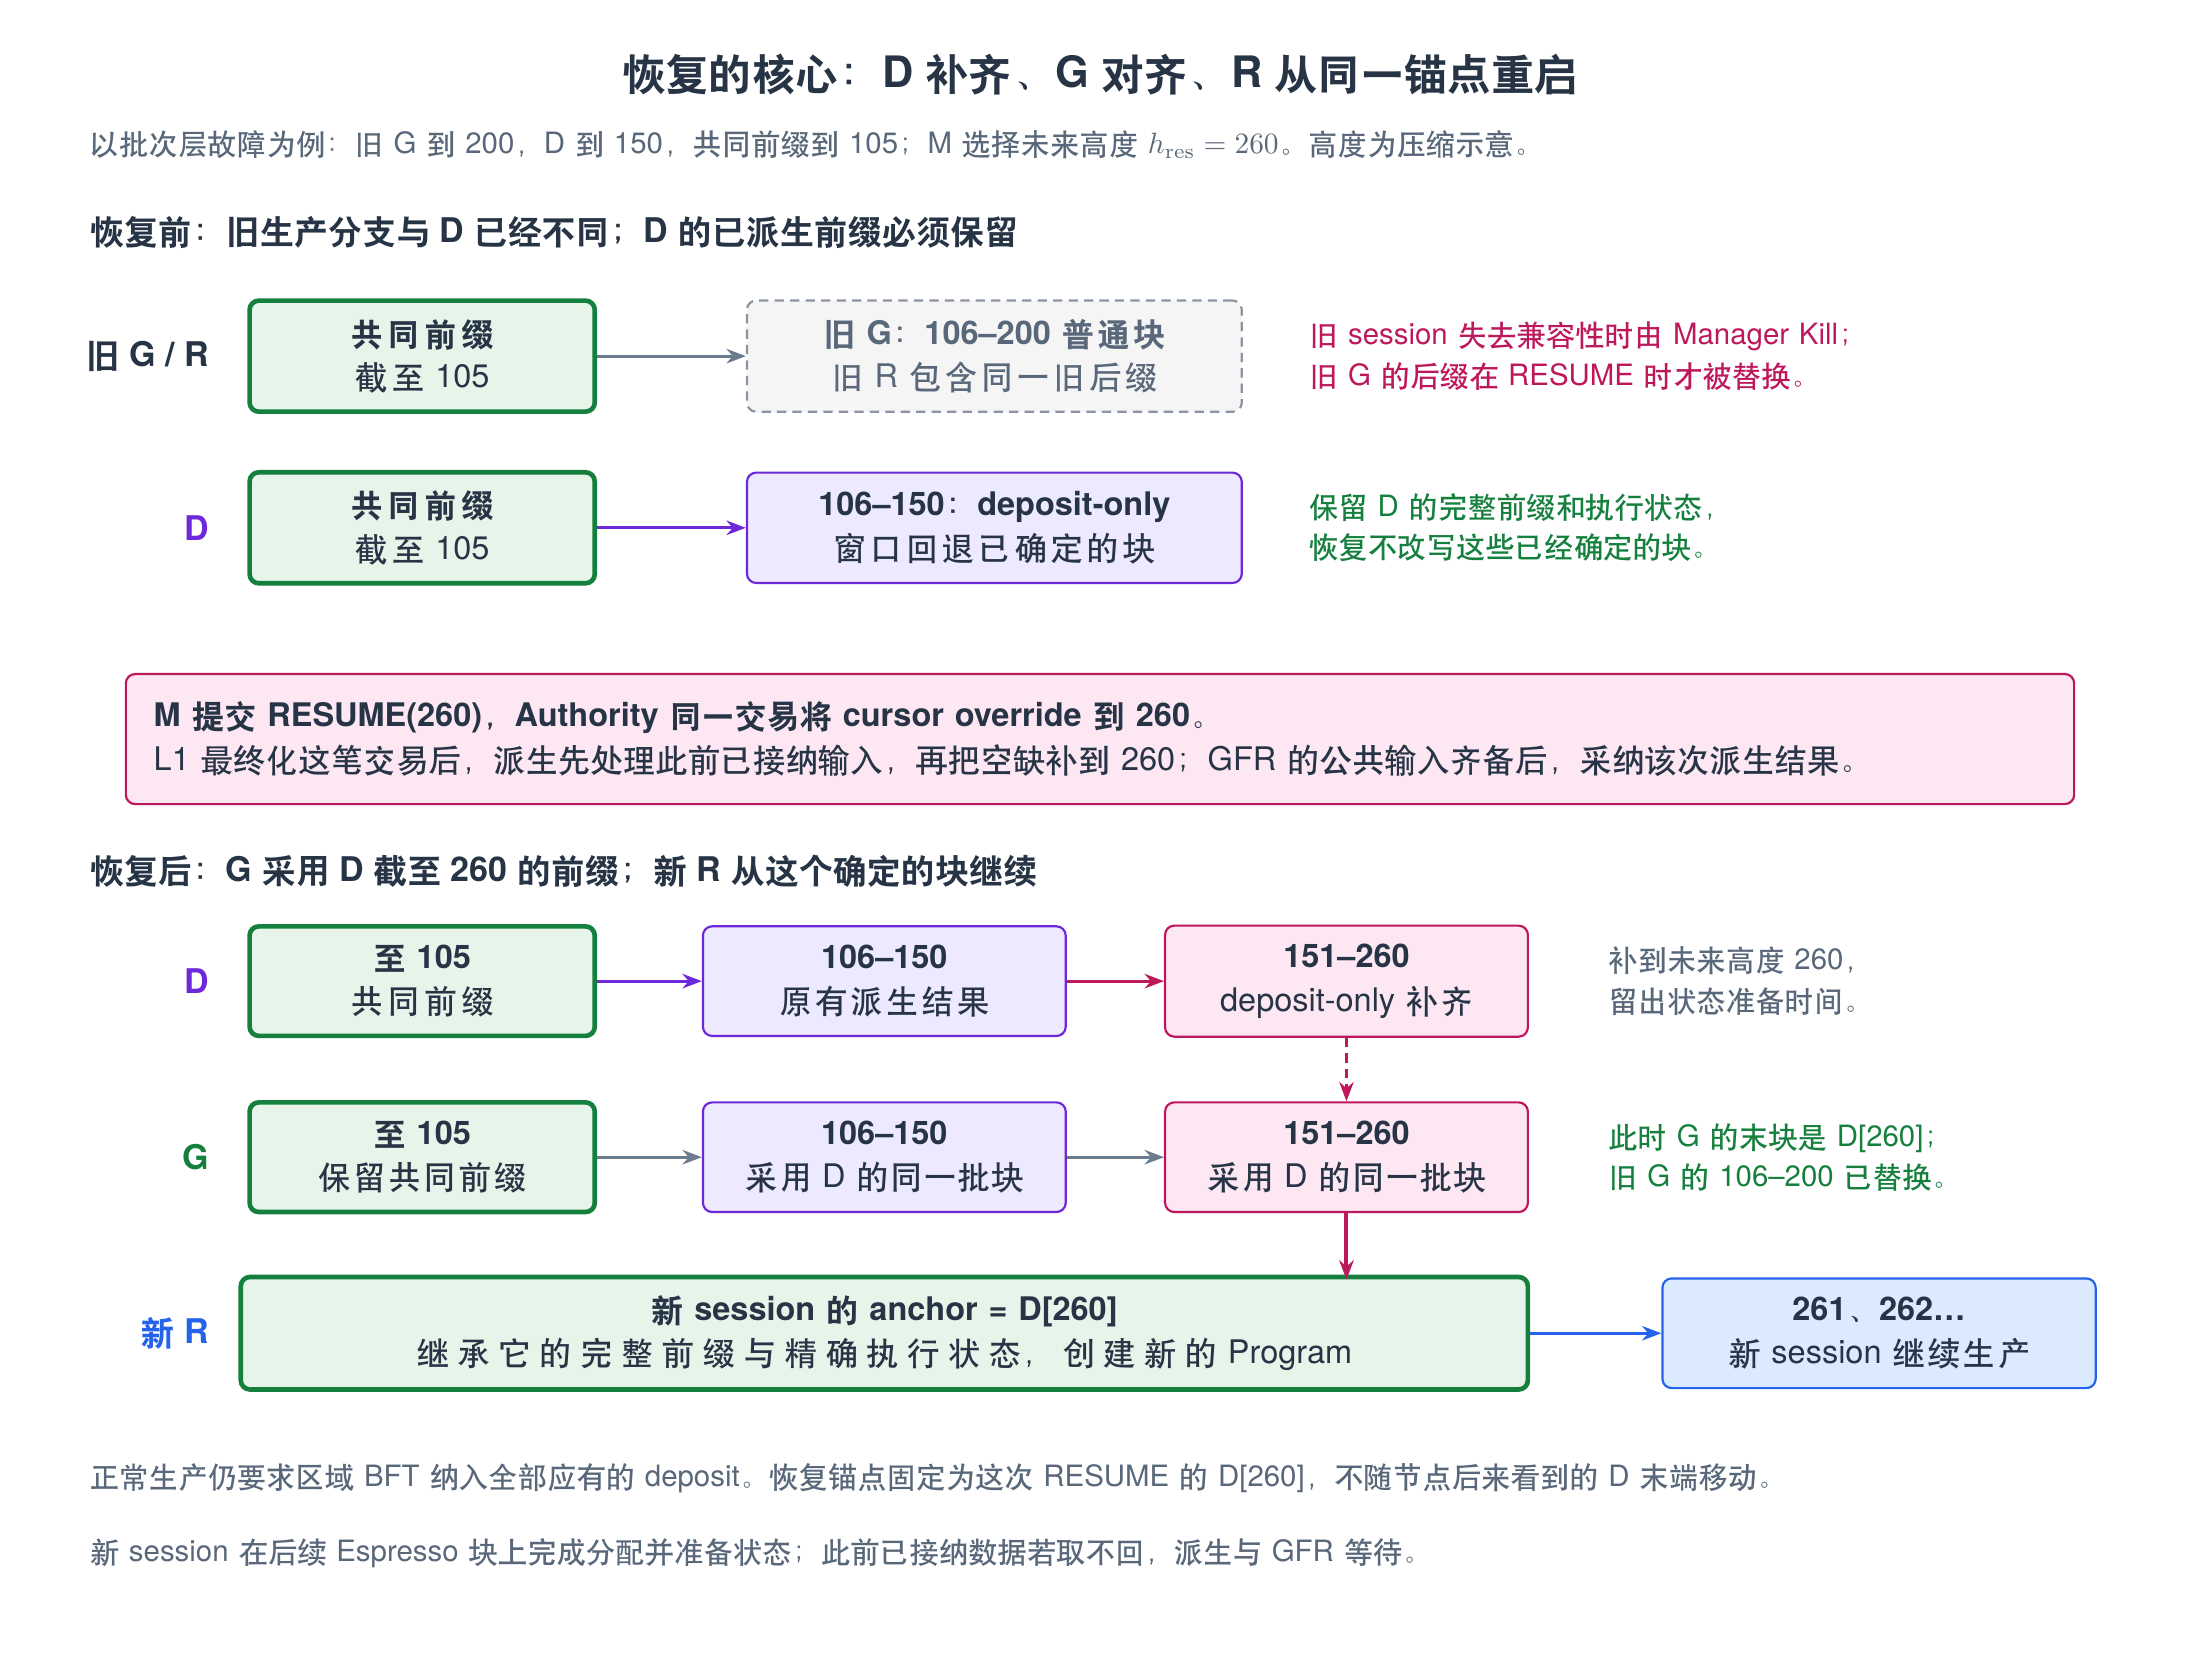 恢复的核心：D 补齐、G 对齐、R 从同一锚点重启
以批次层故障为例：旧 G 到 200，D 到 150，共同前缀到 105；M 选择未来高度 h_res = 260。高度为压缩示意。
恢复前：旧生产分支与 D 已经不同；D 的已派生前缀必须保留
旧 G / R
共同前缀
截至 105
旧 G：106–200 普通块
旧 R 包含同一旧后缀
旧 session 失去兼容性时由 Manager Kill；
旧 G 的后缀在 RESUME 时才被替换。
D
共同前缀
截至 105
106–150：deposit-only
窗口回退已确定的块
保留 D 的完整前缀和执行状态，
恢复不改写这些已经确定的块。
M 提交 RESUME(260)，Authority 同一交易将 cursor override 到 260。
L1 最终化这笔交易后，派生先处理此前已接纳输入，再把空缺补到 260；GFR 的公共输入齐备后，采纳该次派生结果。
恢复后：G 采用 D 截至 260 的前缀；新 R 从这个确定的块继续
D
至 105
共同前缀
106–150
原有派生结果
151–260
deposit-only 补齐
补到未来高度 260，
留出状态准备时间。
G
至 105
保留共同前缀
106–150
采用 D 的同一批块
151–260
采用 D 的同一批块
此时 G 的末块是 D[260]；
旧 G 的 106–200 已替换。
新 R
新 session 的 anchor = D[260]
继承它的完整前缀与精确执行状态，创建新的 Program
261、262…
新 session 继续生产
正常生产仍要求区域 BFT 纳入全部应有的 deposit。恢复锚点固定为这次 RESUME 的 D[260]，不随节点后来看到的 D 末端移动。
新 session 在后续 Espresso 块上完成分配并准备状态；此前已接纳数据若取不回，派生与 GFR 等待。